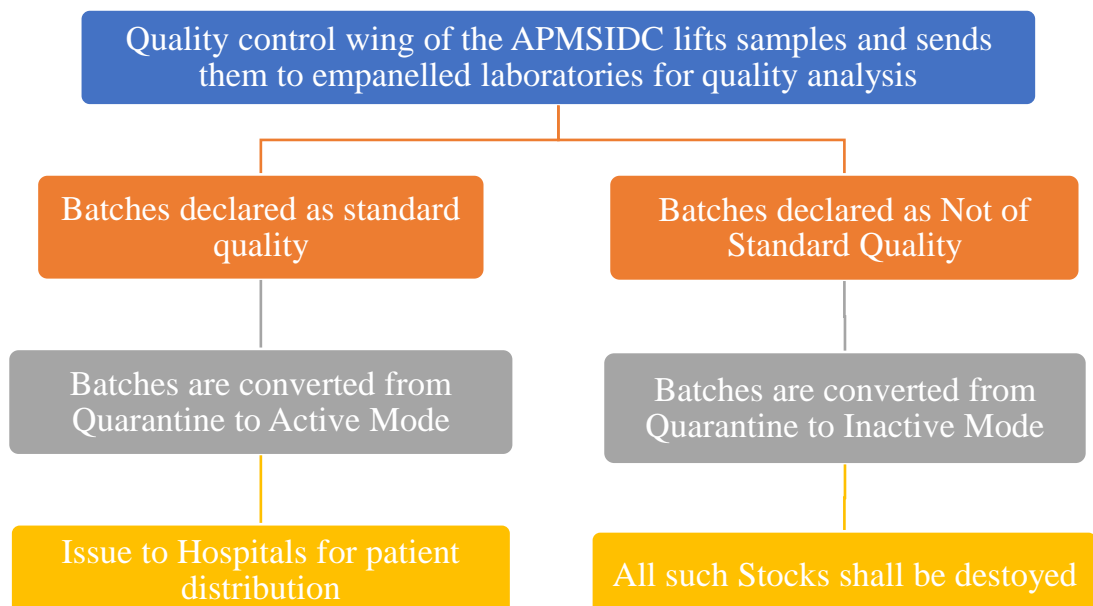 Quality control wing of the APMSIDC lifts samples and sends
them to empanelled laboratories for quality analysis
Batches declared as standard
quality
Batches declared as Not of
Standard Quality
Batches are converted from
Quarantine to Active Mode
Batches are converted from
Quarantine to Inactive Mode
Issue to Hospitals for patient
distribution
All such Stocks shall be destoyed